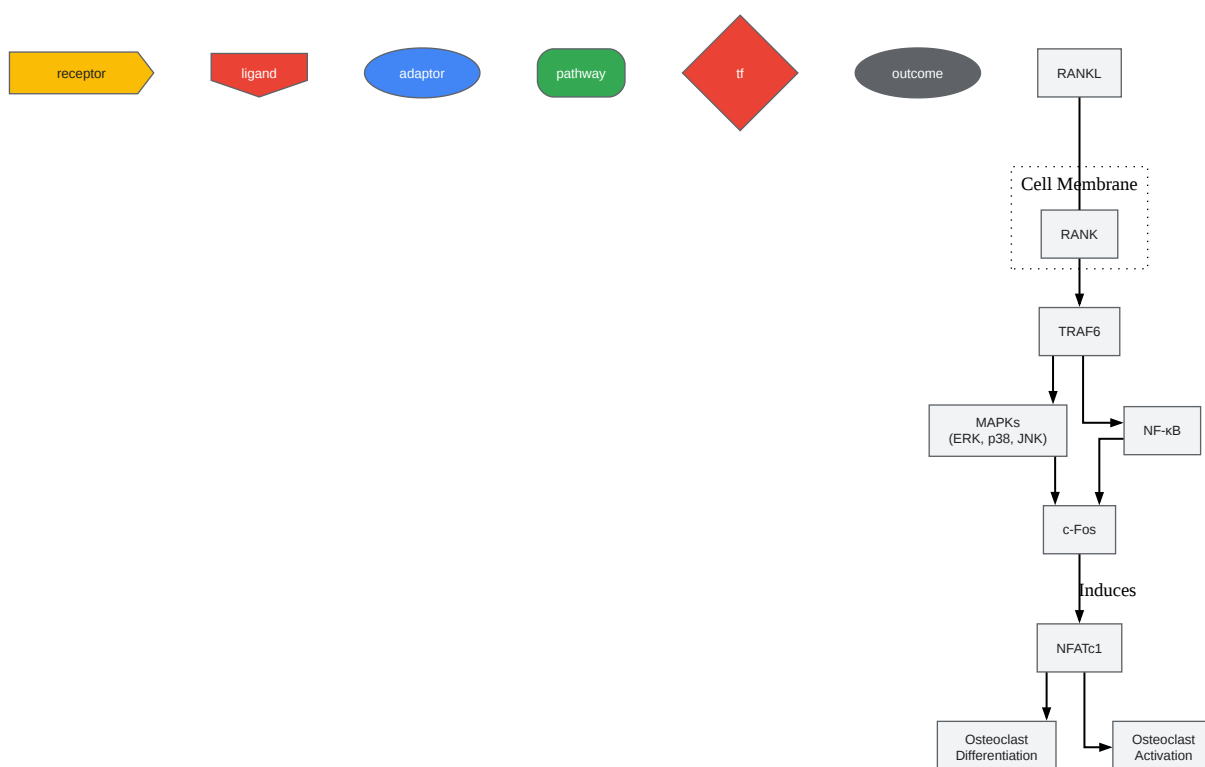 receptor
ligand
adaptor
pathway
tf
outcome
RANKL
Cell Membrane
RANK
TRAF6
MAPKs
(ERK, p38, JNK)
NF-κB
c-Fos
Induces
NFATc1
Osteoclast
Differentiation
Osteoclast
Activation